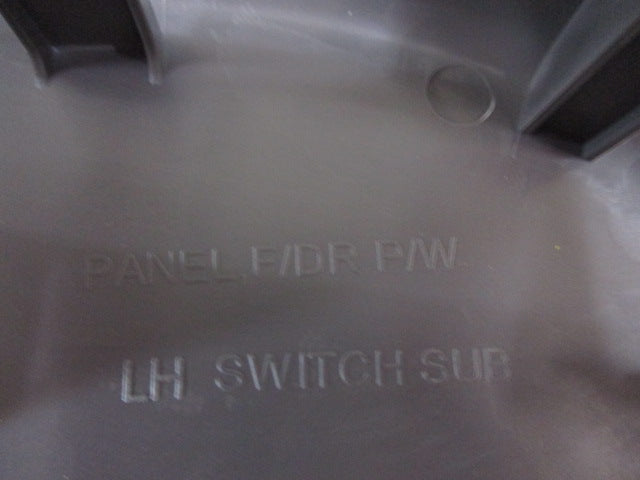 PANEL,F/DR P/W.
LH SWITCH SUB